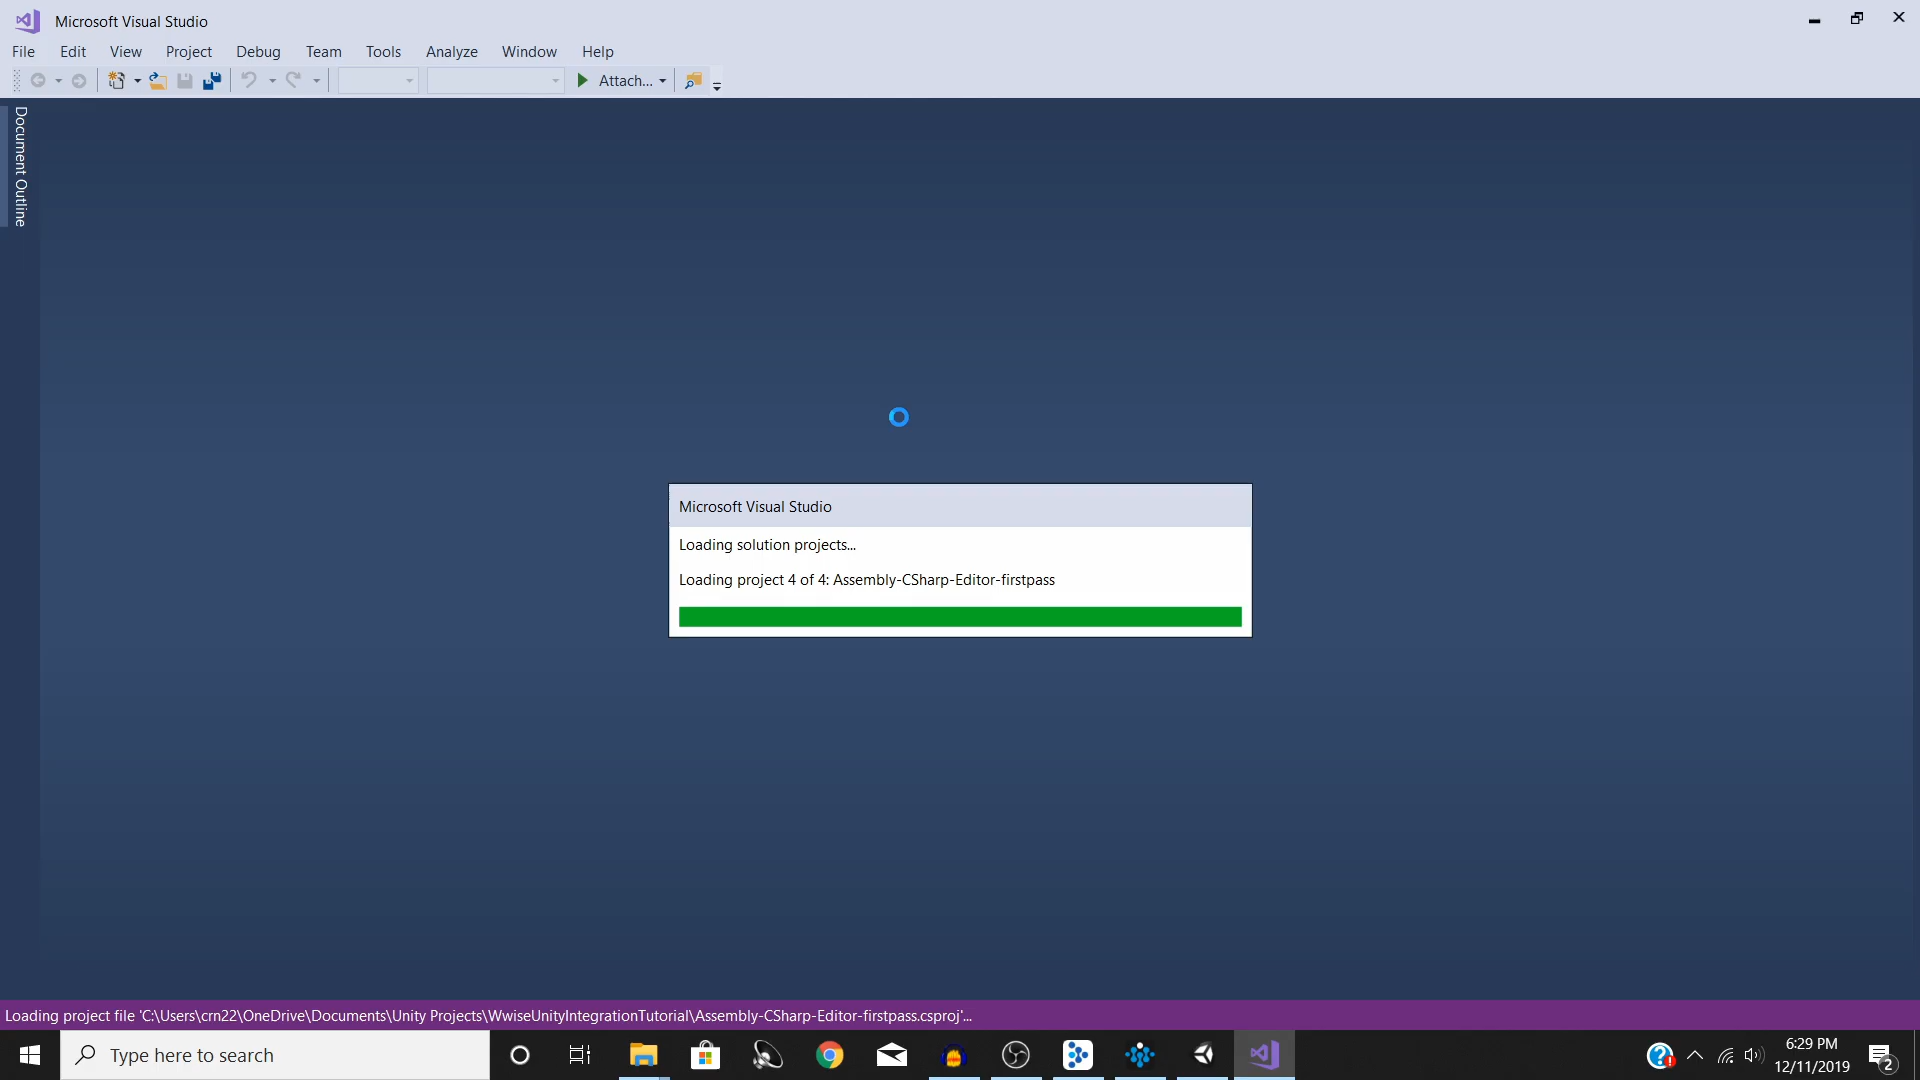 Microsoft Visual Studio
File Edit View Project Debug Team Tools Analyze Window Help
Attach...
Document Outline
Microsoft Visual Studio
Loading solution projects...
Loading project 4 of 4: Assembly-CSharp-Editor-firstpass
Loading project file 'C:\Users\crn22\OneDrive\Documents\Unity Projects\WwiseUnityIntegrationTutorial\Assembly-CSharp-Editor-firstpass.csproj'...
Type here to search
6:29 PM
12/11/2019
2